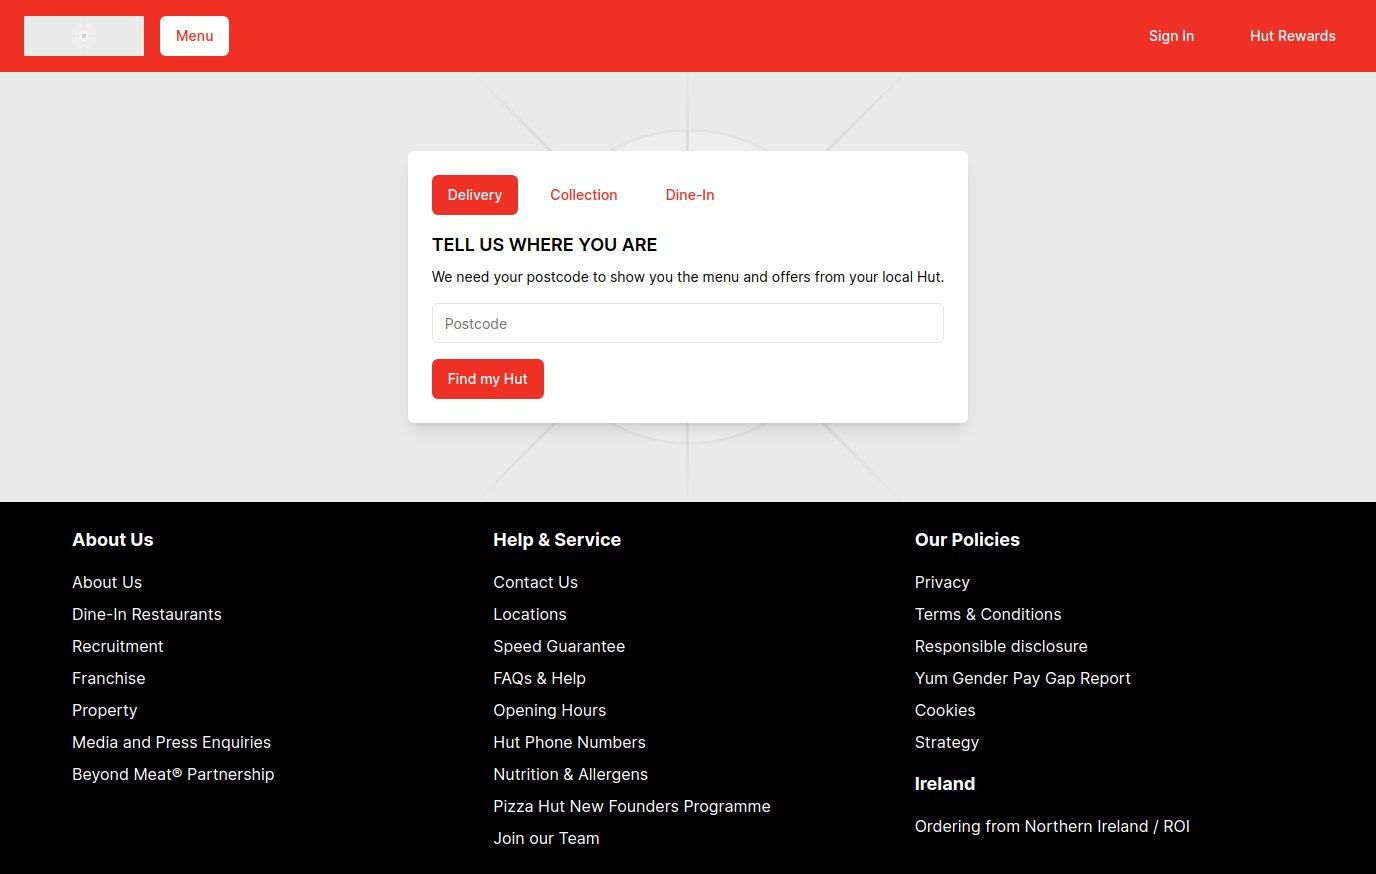 Menu
Sign In
Hut Rewards
Delivery
Collection
Dine-In
TELL US WHERE YOU ARE
We need your postcode to show you the menu and offers from your local Hut.
Postcode
Find my Hut
About Us
About Us
Dine-In Restaurants
Recruitment
Franchise
Property
Media and Press Enquiries
Beyond Meat® Partnership
Help & Service
Contact Us
Locations
Speed Guarantee
FAQs & Help
Opening Hours
Hut Phone Numbers
Nutrition & Allergens
Pizza Hut New Founders Programme
Join our Team
Our Policies
Privacy
Terms & Conditions
Responsible disclosure
Yum Gender Pay Gap Report
Cookies
Strategy
Ireland
Ordering from Northern Ireland / ROI